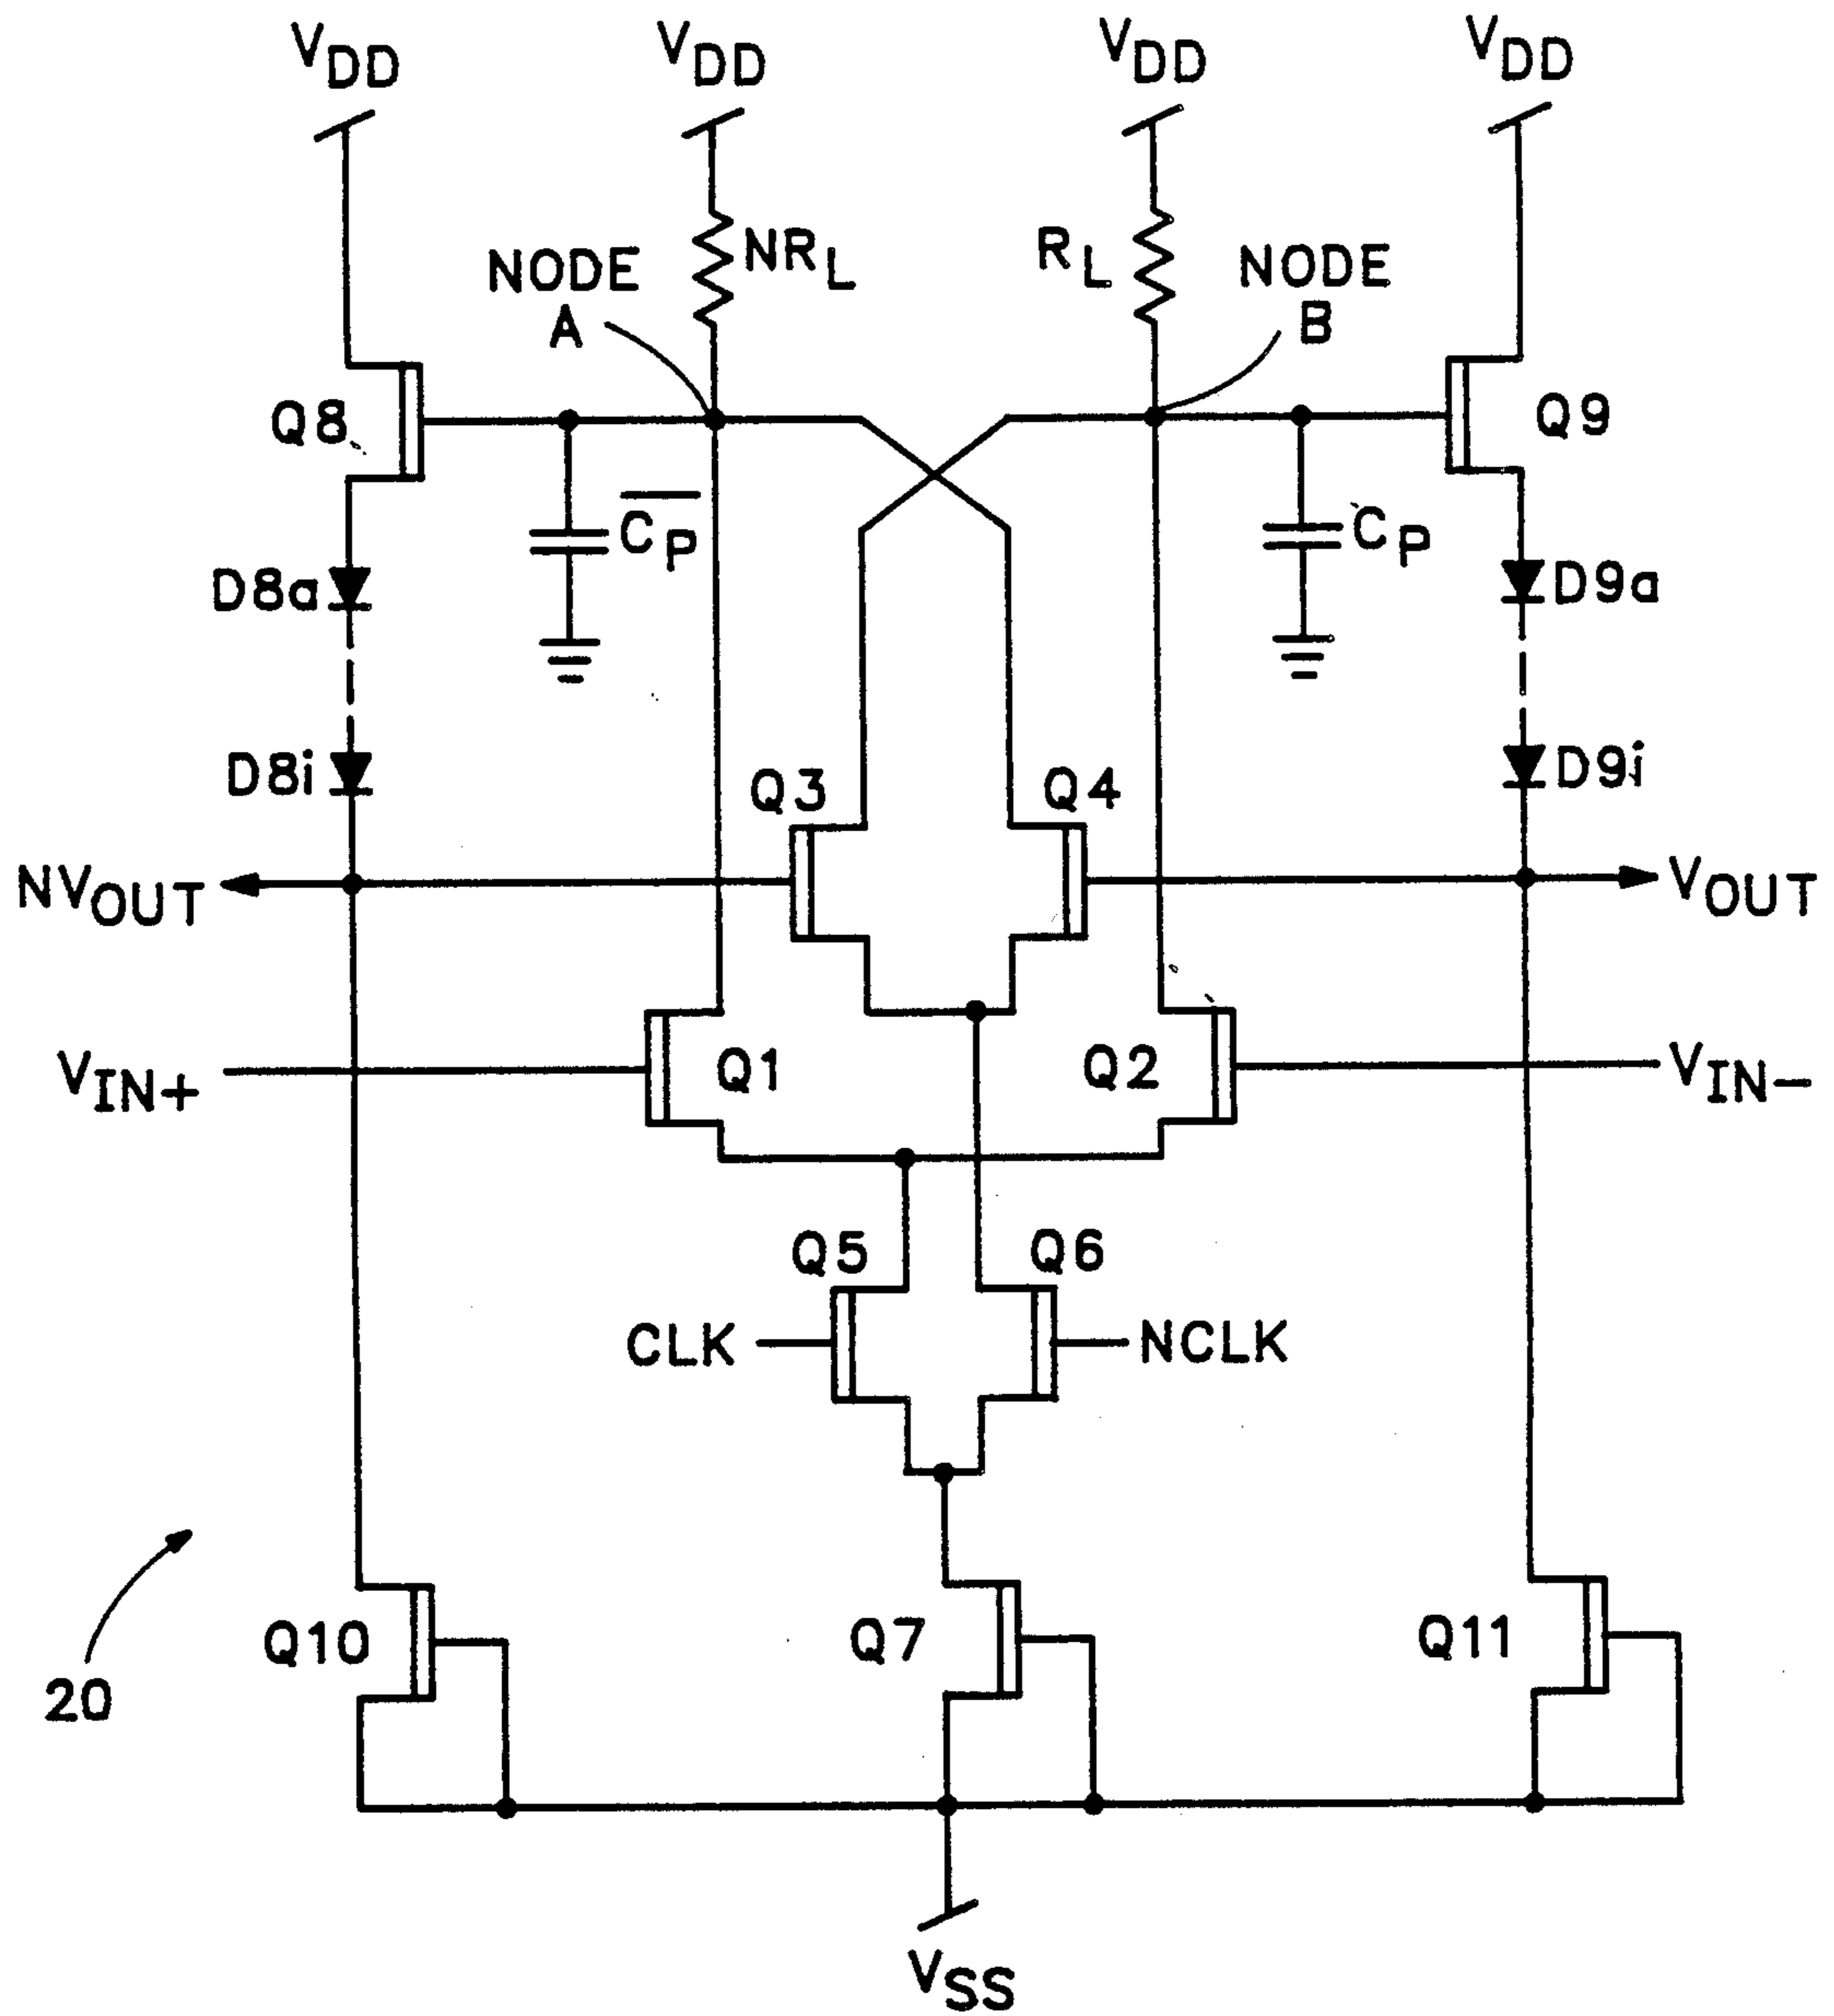 VDD VDD VDD VDD
NRL RL
NODE A
NODE B
Q8 Q9
CP CP
D8a D9a
D8i D9i
Q3 Q4
NVOUT VOUT
VIN+ Q1 Q2 VIN−
Q5 Q6
CLK NCLK
Q10 Q7 Q11
20
VSS